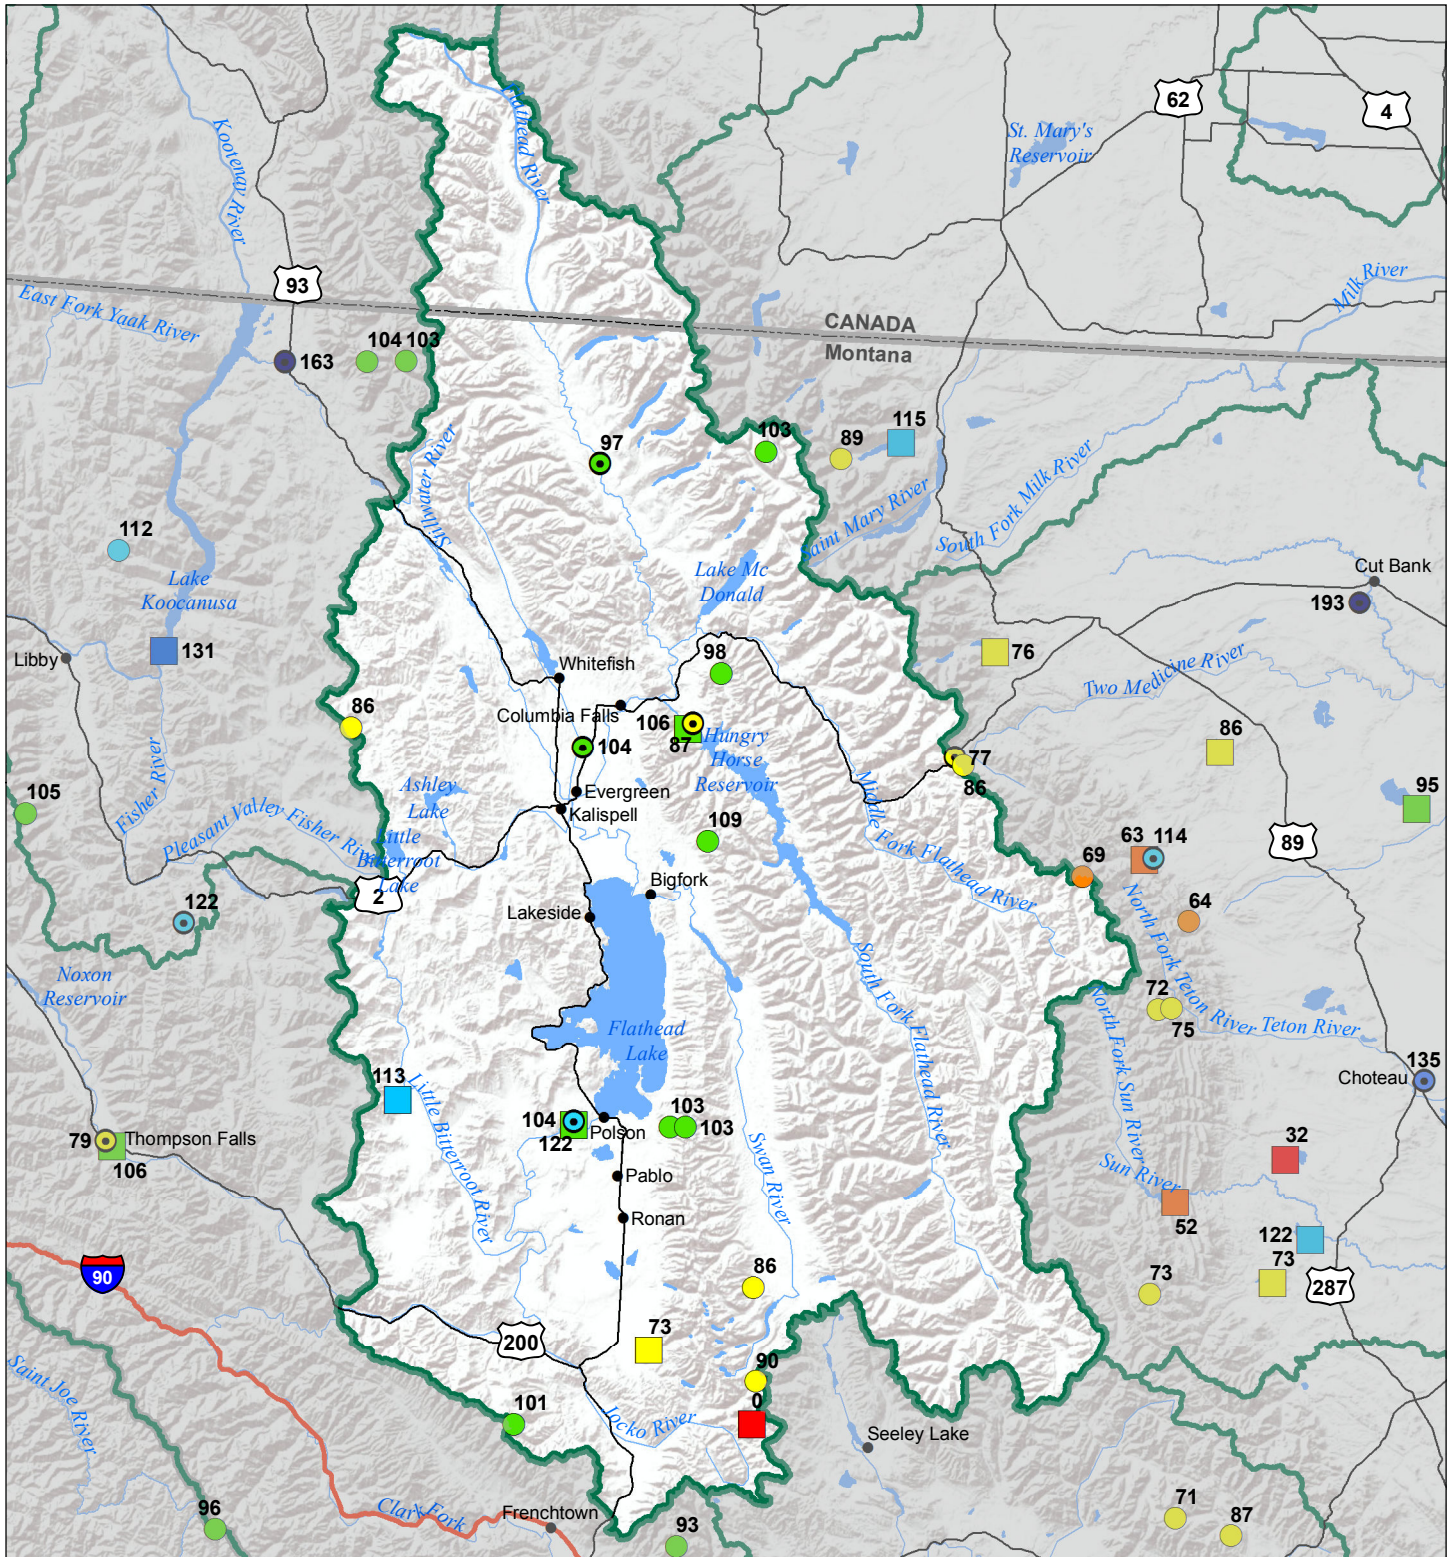 62
4
Flathead River
Kootenay River
St. Mary's
Reservoir
93
East Fork Yaak River
Milk River
CANADA
Montana
104
103
163
115
103
89
97
Stillwater River
Saint Mary River
South Fork Milk River
112
Lake
Koocanusa
Lake Mc
Donald
Cut Bank
193
131
Libby
76
Whitefish
98
Two Medicine River
86
Columbia Falls
106
87
Hungry
Horse
Reservoir
104
77
86
86
95
Ashley
Lake
Evergreen
Kalispell
105
Fisher River
Pleasant Valley Fisher River
Little
Bitterroot
Lake
109
Middle Fork Flathead River
89
63
114
69
2
Bigfork
Lakeside
122
64
North Fork Teton River
Noxon
Reservoir
South Fork Flathead River
North Fork Sun River
72
75
Teton River
Flathead
Lake
135
Choteau
113
Little Bitterroot River
104
122
Polson
103
103
79
Thompson Falls
106
Swan River
32
Pablo
Sun River
52
Ronan
122
90
86
73
73
287
200
73
90
0
Saint Joe River
101
Jocko River
Seeley Lake
Clark Fork
Frenchtown
96
93
71
87